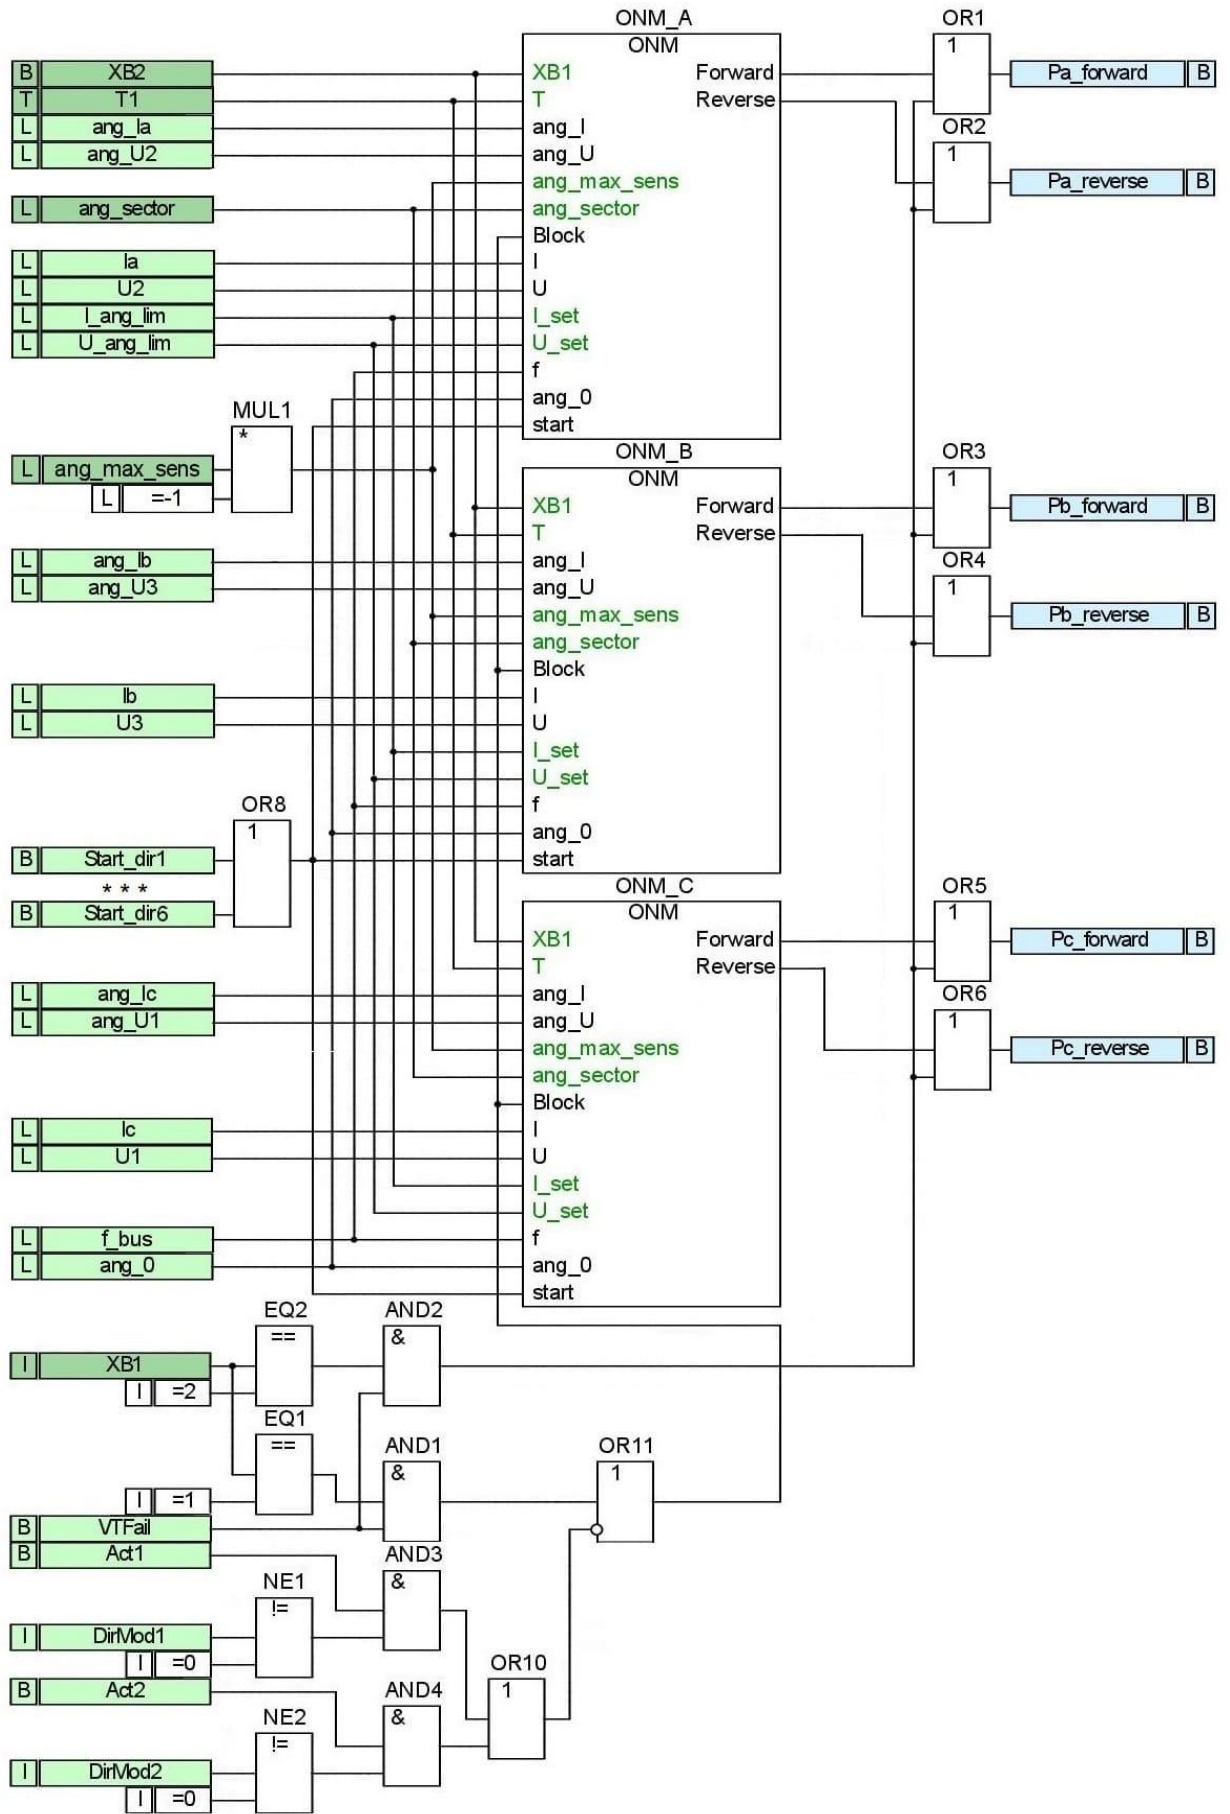 ONM_A
OR1
ONM
1
B XB2 XB1 Forward Pa_forward B
T T1 T Reverse
L ang_Ia ang_I OR2
L ang_U2 ang_U 1
ang_max_sens Pa_reverse B
L ang_sector ang_sector
Block
L Ia I
L U2 U
L I_ang_lim I_set
L U_ang_lim U_set
f
ang_0
MUL1 start
*
ONM_B OR3
L ang_max_sens ONM 1
L =-1 XB1 Forward Pb_forward B
T Reverse
L ang_Ib ang_I OR4
L ang_U3 ang_U 1
ang_max_sens Pb_reverse B
ang_sector
Block
L Ib I
L U3 U
I_set
U_set
OR8 f
1 ang_0
B Start_dir1 start
* * * ONM_C OR5
B Start_dir6 ONM 1
XB1 Forward Pc_forward B
T Reverse
L ang_Ic ang_I OR6
L ang_U1 ang_U 1
ang_max_sens Pc_reverse B
ang_sector
Block
L Ic I
L U1 U
I_set
U_set
L f_bus f
L ang_0 ang_0
start
EQ2 AND2
== &
I XB1
I =2
EQ1
== AND1 OR11
& 1
I =1
B VTFail
B Act1 AND3
NE1 &
!=
I DirMod1
I =0 OR10
B Act2 AND4 1
NE2 &
!=
I DirMod2
I =0